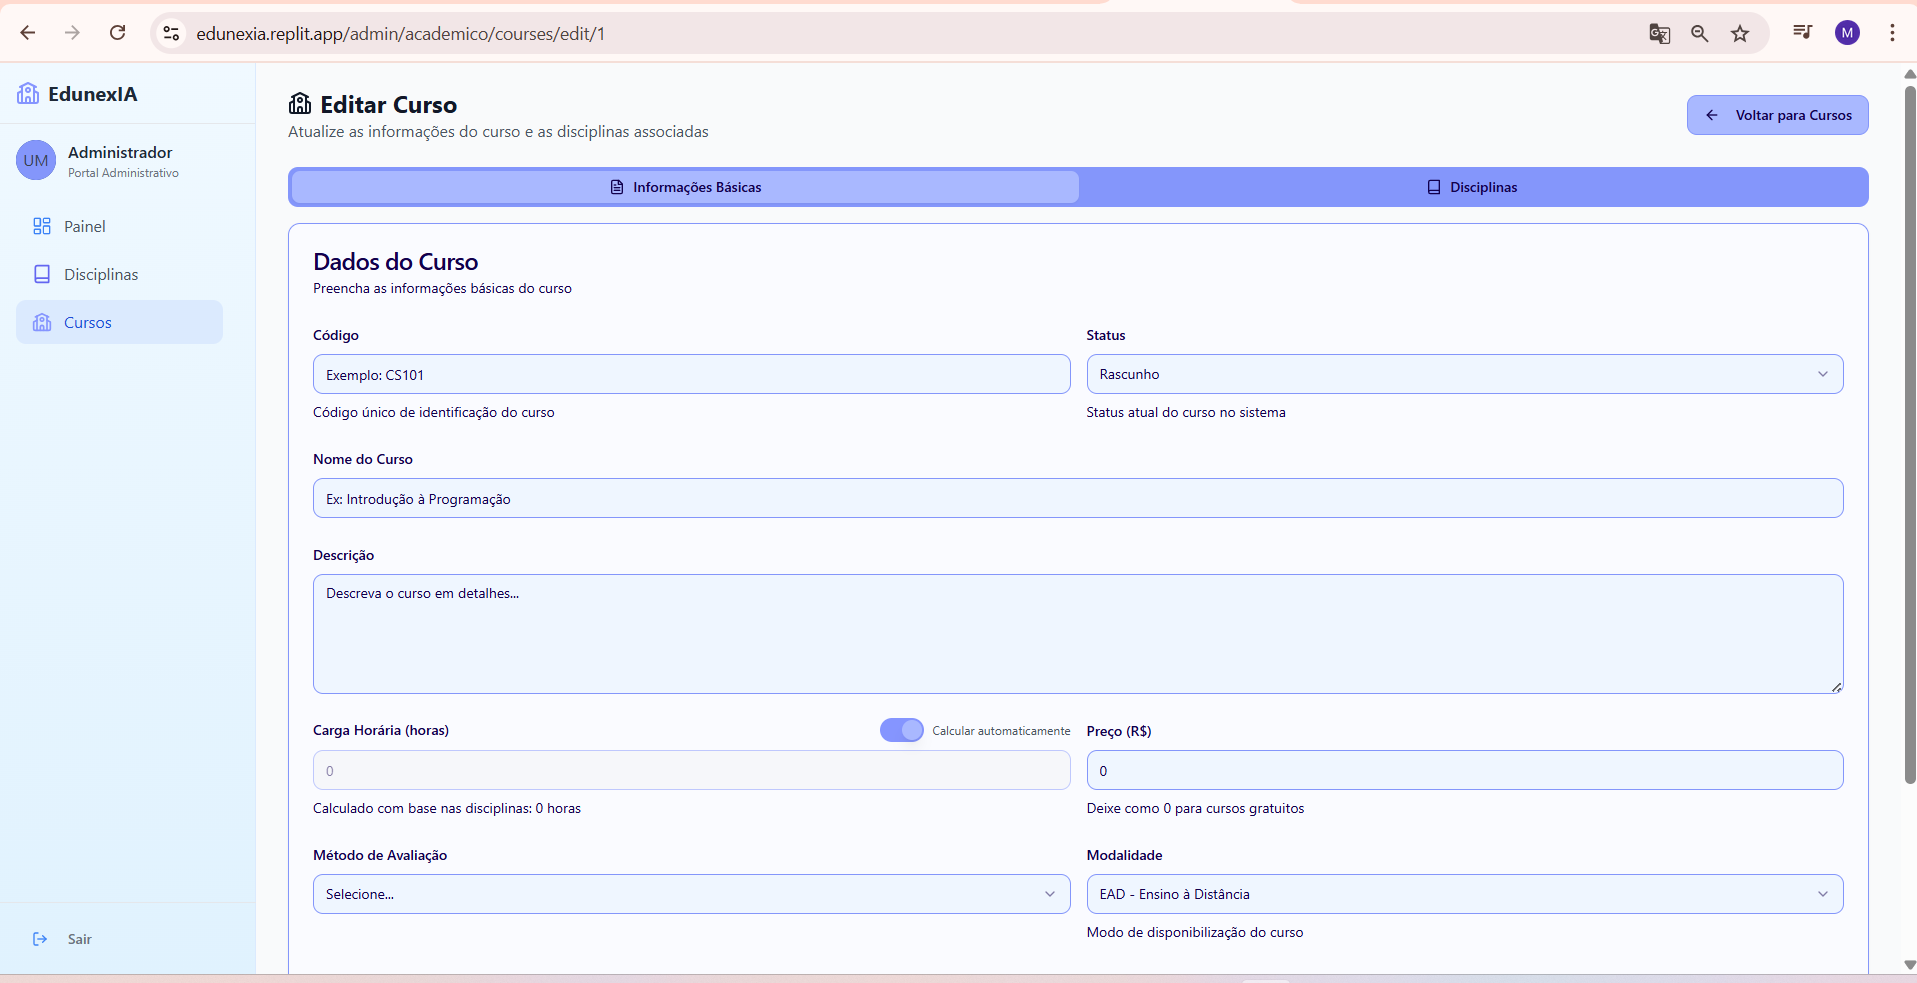 edunexia.replit.app/admin/academico/courses/edit/1
M
EdunexIA
UM
Administrador
Portal Administrativo
Painel
Disciplinas
Cursos
Sair
Editar Curso
Atualize as informações do curso e as disciplinas associadas
Voltar para Cursos
Informações Básicas
Disciplinas
Dados do Curso
Preencha as informações básicas do curso
Código
Exemplo: CS101
Código único de identificação do curso
Status
Rascunho
Status atual do curso no sistema
Nome do Curso
Ex: Introdução à Programação
Descrição
Descreva o curso em detalhes...
Carga Horária (horas)
Calcular automaticamente
0
Calculado com base nas disciplinas: 0 horas
Preço (R$)
0
Deixe como 0 para cursos gratuitos
Método de Avaliação
Selecione...
Modalidade
EAD - Ensino à Distância
Modo de disponibilização do curso